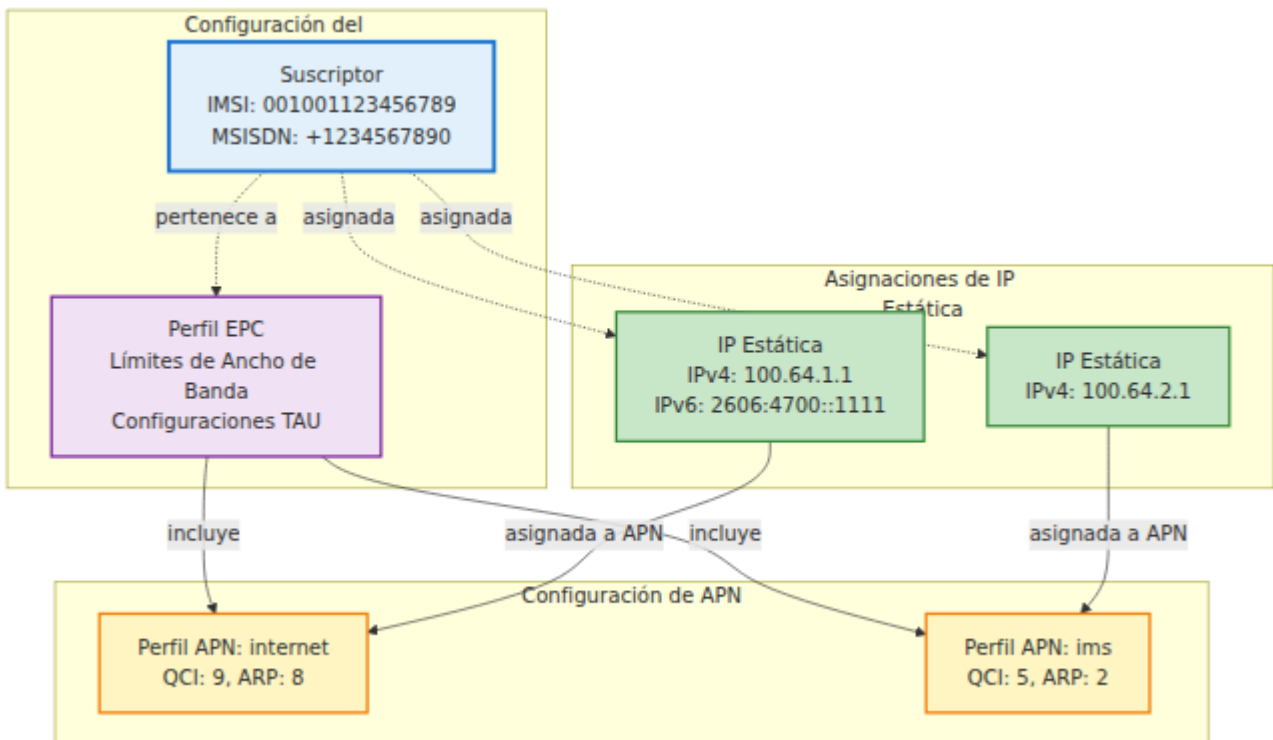 Configuración del
Suscriptor
IMSI: 001001123456789
MSISDN: +1234567890
pertenece a
asignada
asignada
Asignaciones de IP
Estática
Perfil EPC
Límites de Ancho de
Banda
Configuraciones TAU
IP Estática
IPv4: 100.64.1.1
IPv6: 2606:4700::1111
IP Estática
IPv4: 100.64.2.1
incluye
asignada a APN
incluye
asignada a APN
Configuración de APN
Perfil APN: internet
QCI: 9, ARP: 8
Perfil APN: ims
QCI: 5, ARP: 2